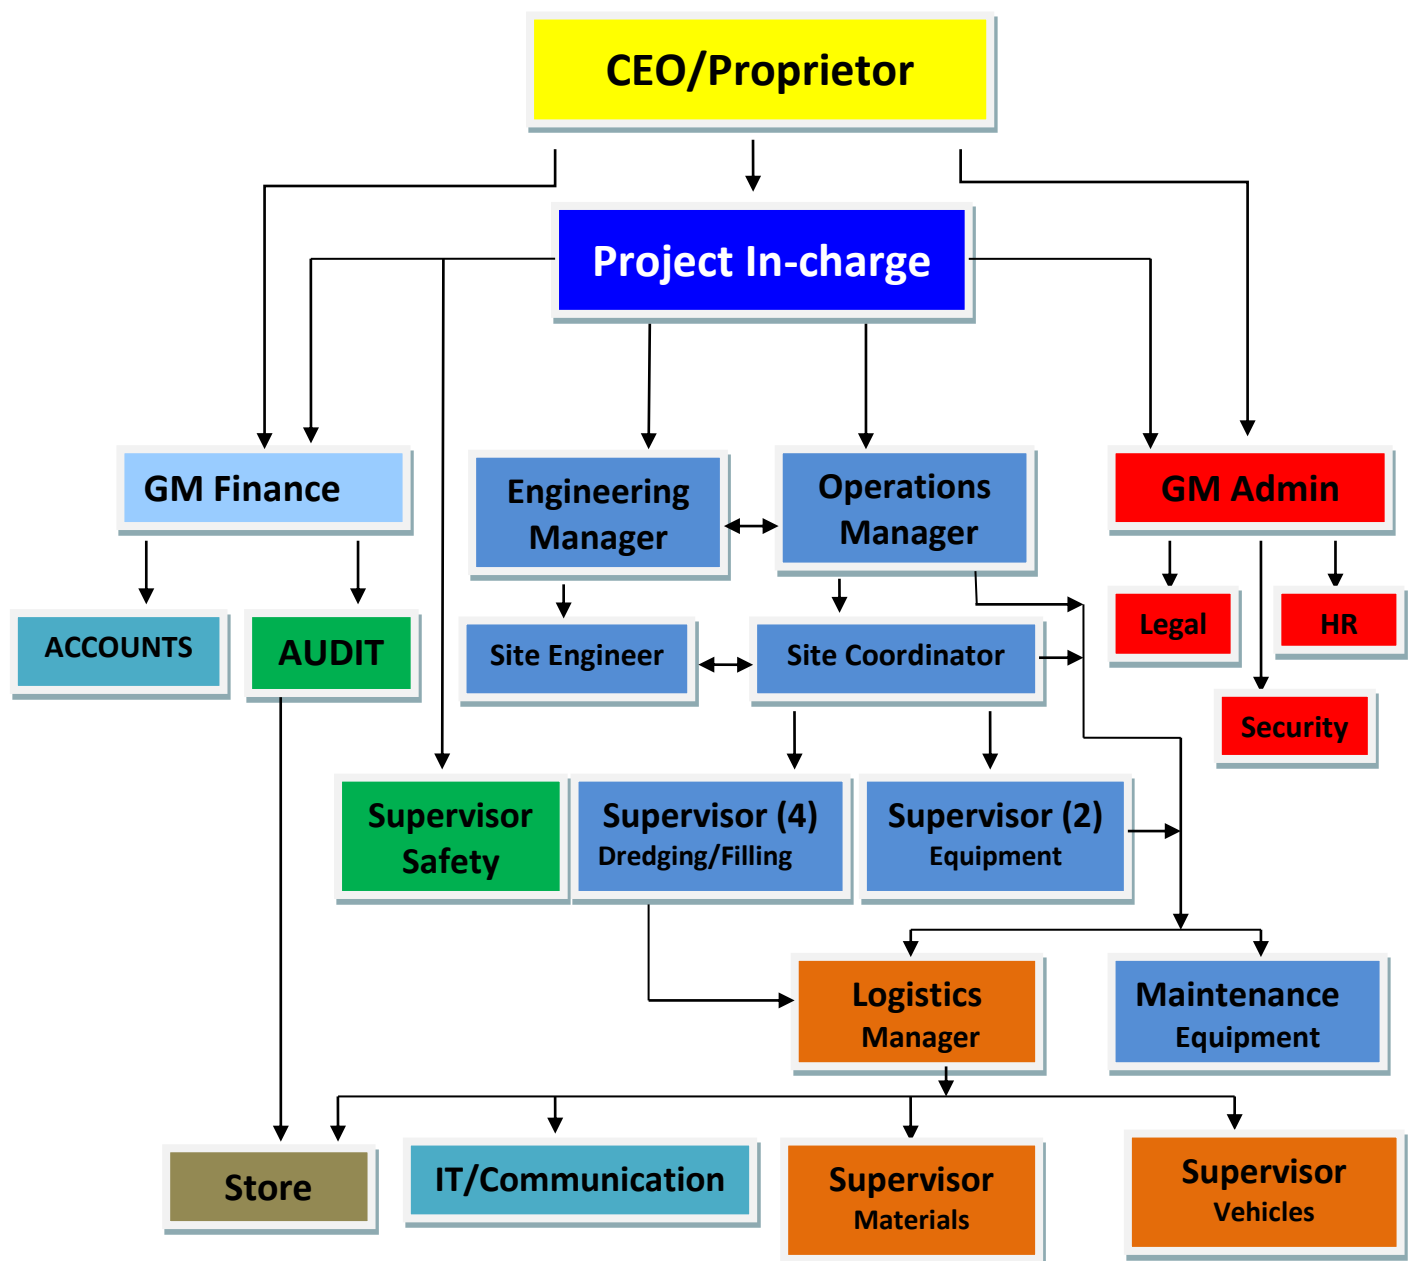 CEO/Proprietor
Project In-charge
GM Finance
Engineering
Manager
Operations
Manager
GM Admin
ACCOUNTS
AUDIT
Site Engineer
Site Coordinator
Legal
HR
Security
Supervisor
Safety
Supervisor (4)
Dredging/Filling
Supervisor (2)
Equipment
Logistics
Manager
Maintenance
Equipment
Store
IT/Communication
Supervisor
Materials
Supervisor
Vehicles